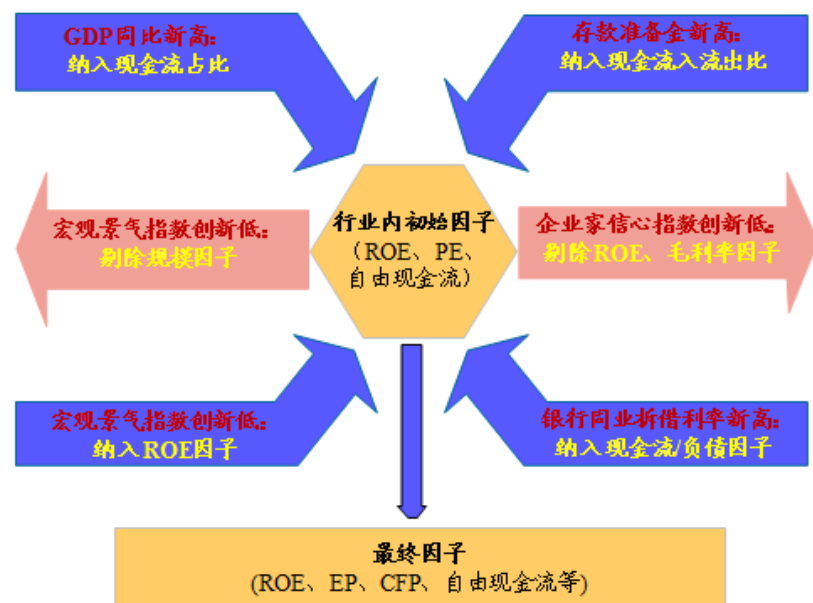 GDP同比新高：
纳入现金流占比
存款准备金新高：
纳入现金流入流出比
宏观景气指数创新低：
剔除规模因子
行业内初始因子
（ROE、PE、
自由现金流）
企业家信心指数创新低：
剔除ROE、毛利率因子
宏观景气指数创新低：
纳入ROE因子
银行同业拆借利率新高：
纳入现金流/负债因子
最终因子
(ROE、EP、CFP、自由现金流等)